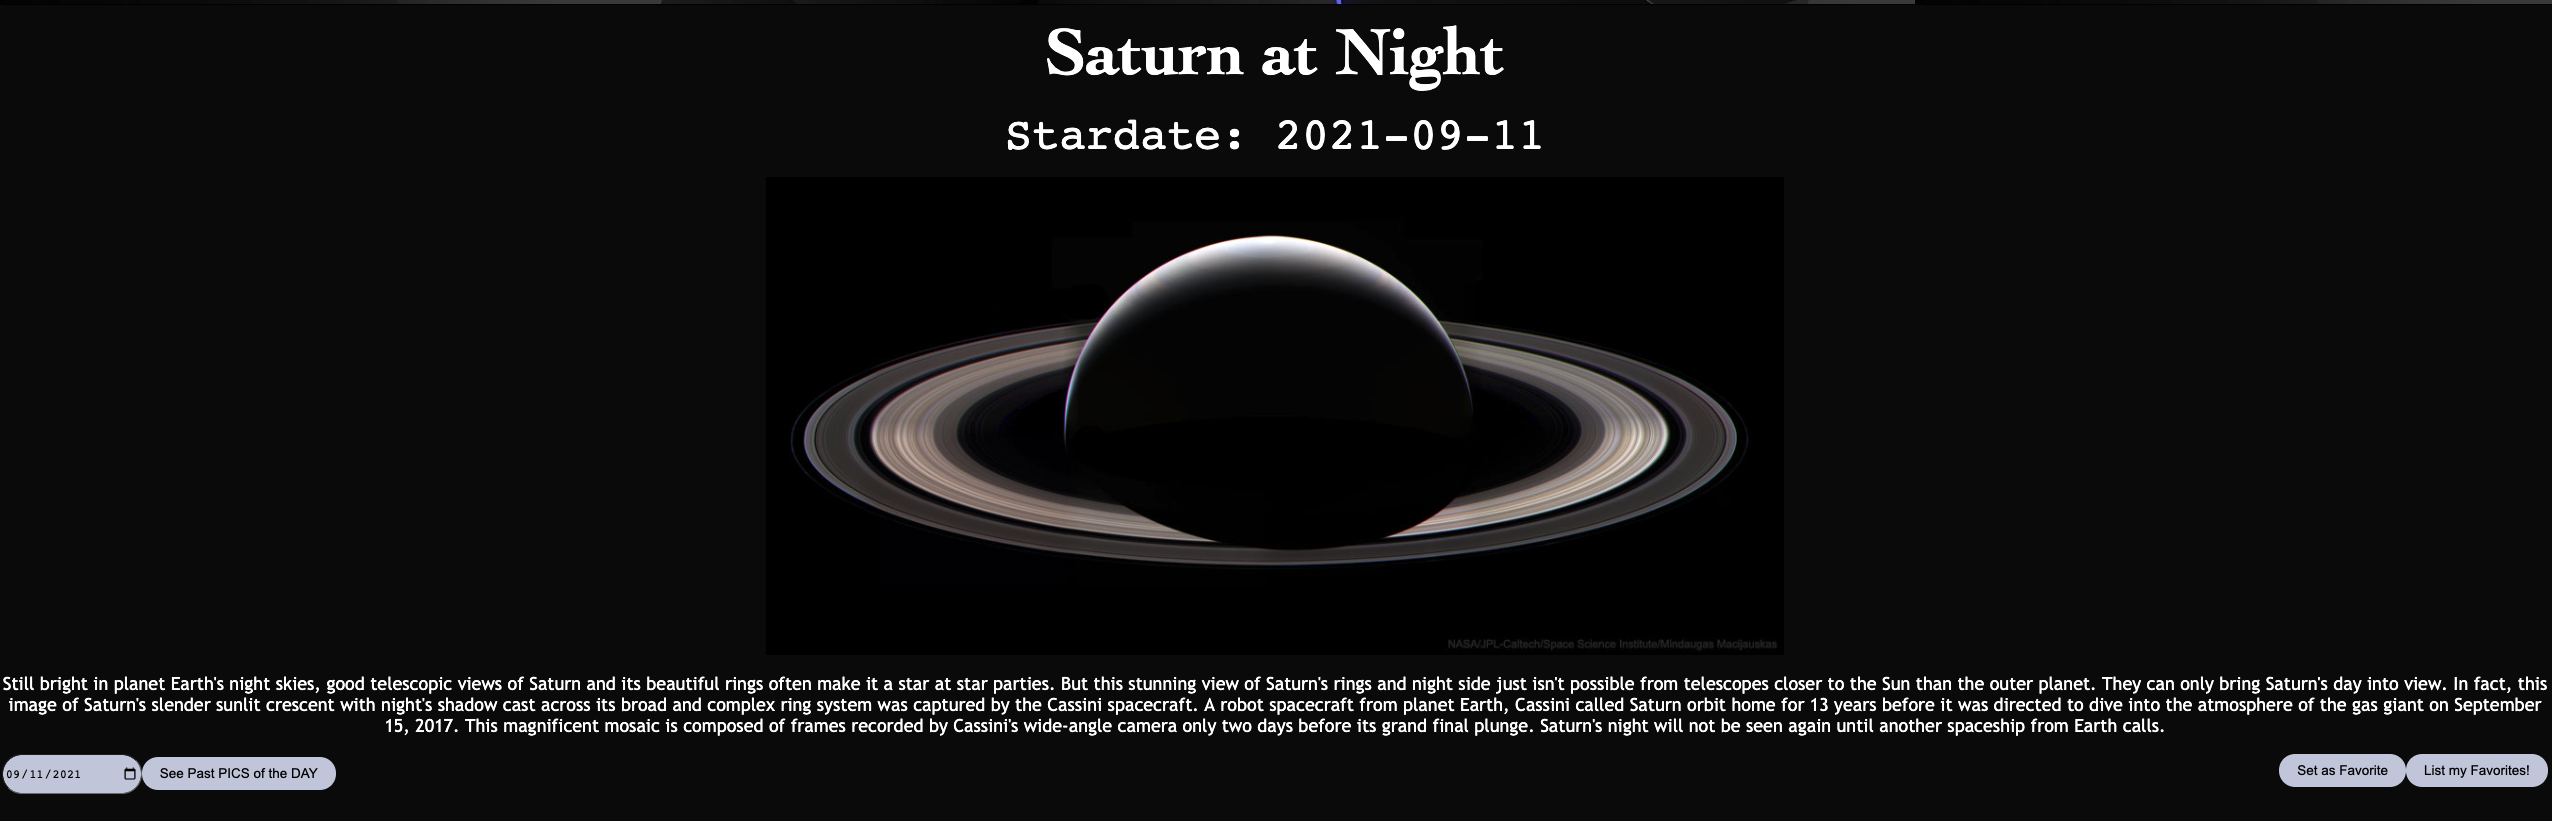 Saturn at Night
Stardate: 2021-09-11
NASA/JPL-Caltech/Space Science Institute/Mindaugas Macijauskas
Still bright in planet Earth's night skies, good telescopic views of Saturn and its beautiful rings often make it a star at star parties. But this stunning view of Saturn's rings and night side just isn't possible from telescopes closer to the Sun than the outer planet. They can only bring Saturn's day into view. In fact, this
image of Saturn's slender sunlit crescent with night's shadow cast across its broad and complex ring system was captured by the Cassini spacecraft. A robot spacecraft from planet Earth, Cassini called Saturn orbit home for 13 years before it was directed to dive into the atmosphere of the gas giant on September
15, 2017. This magnificent mosaic is composed of frames recorded by Cassini's wide-angle camera only two days before its grand final plunge. Saturn's night will not be seen again until another spaceship from Earth calls.
09/11/2021 See Past PICS of the DAY Set as Favorite List my Favorites!